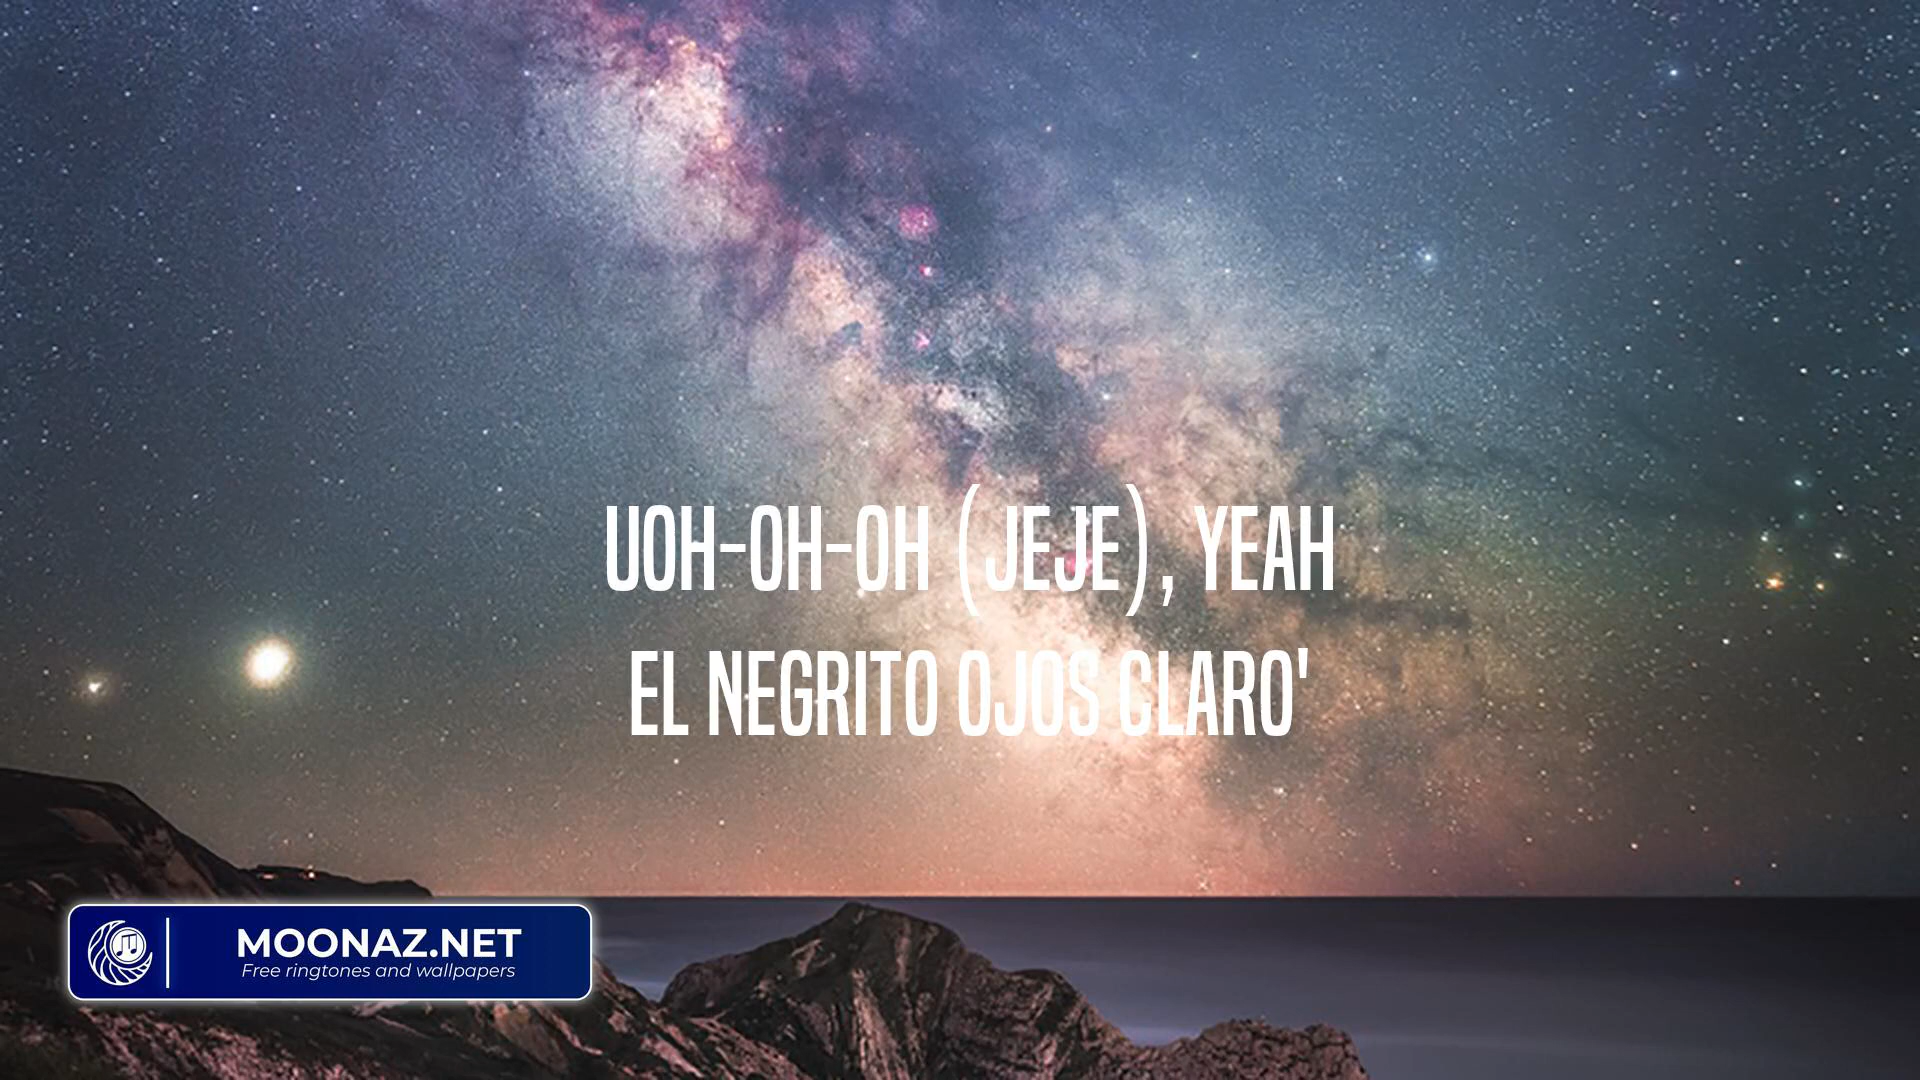 UOH-OH-OH (JEJE), YEAH
EL NEGRITO OJOS CLARO'
MOONAZ.NET
Free ringtones and wallpapers